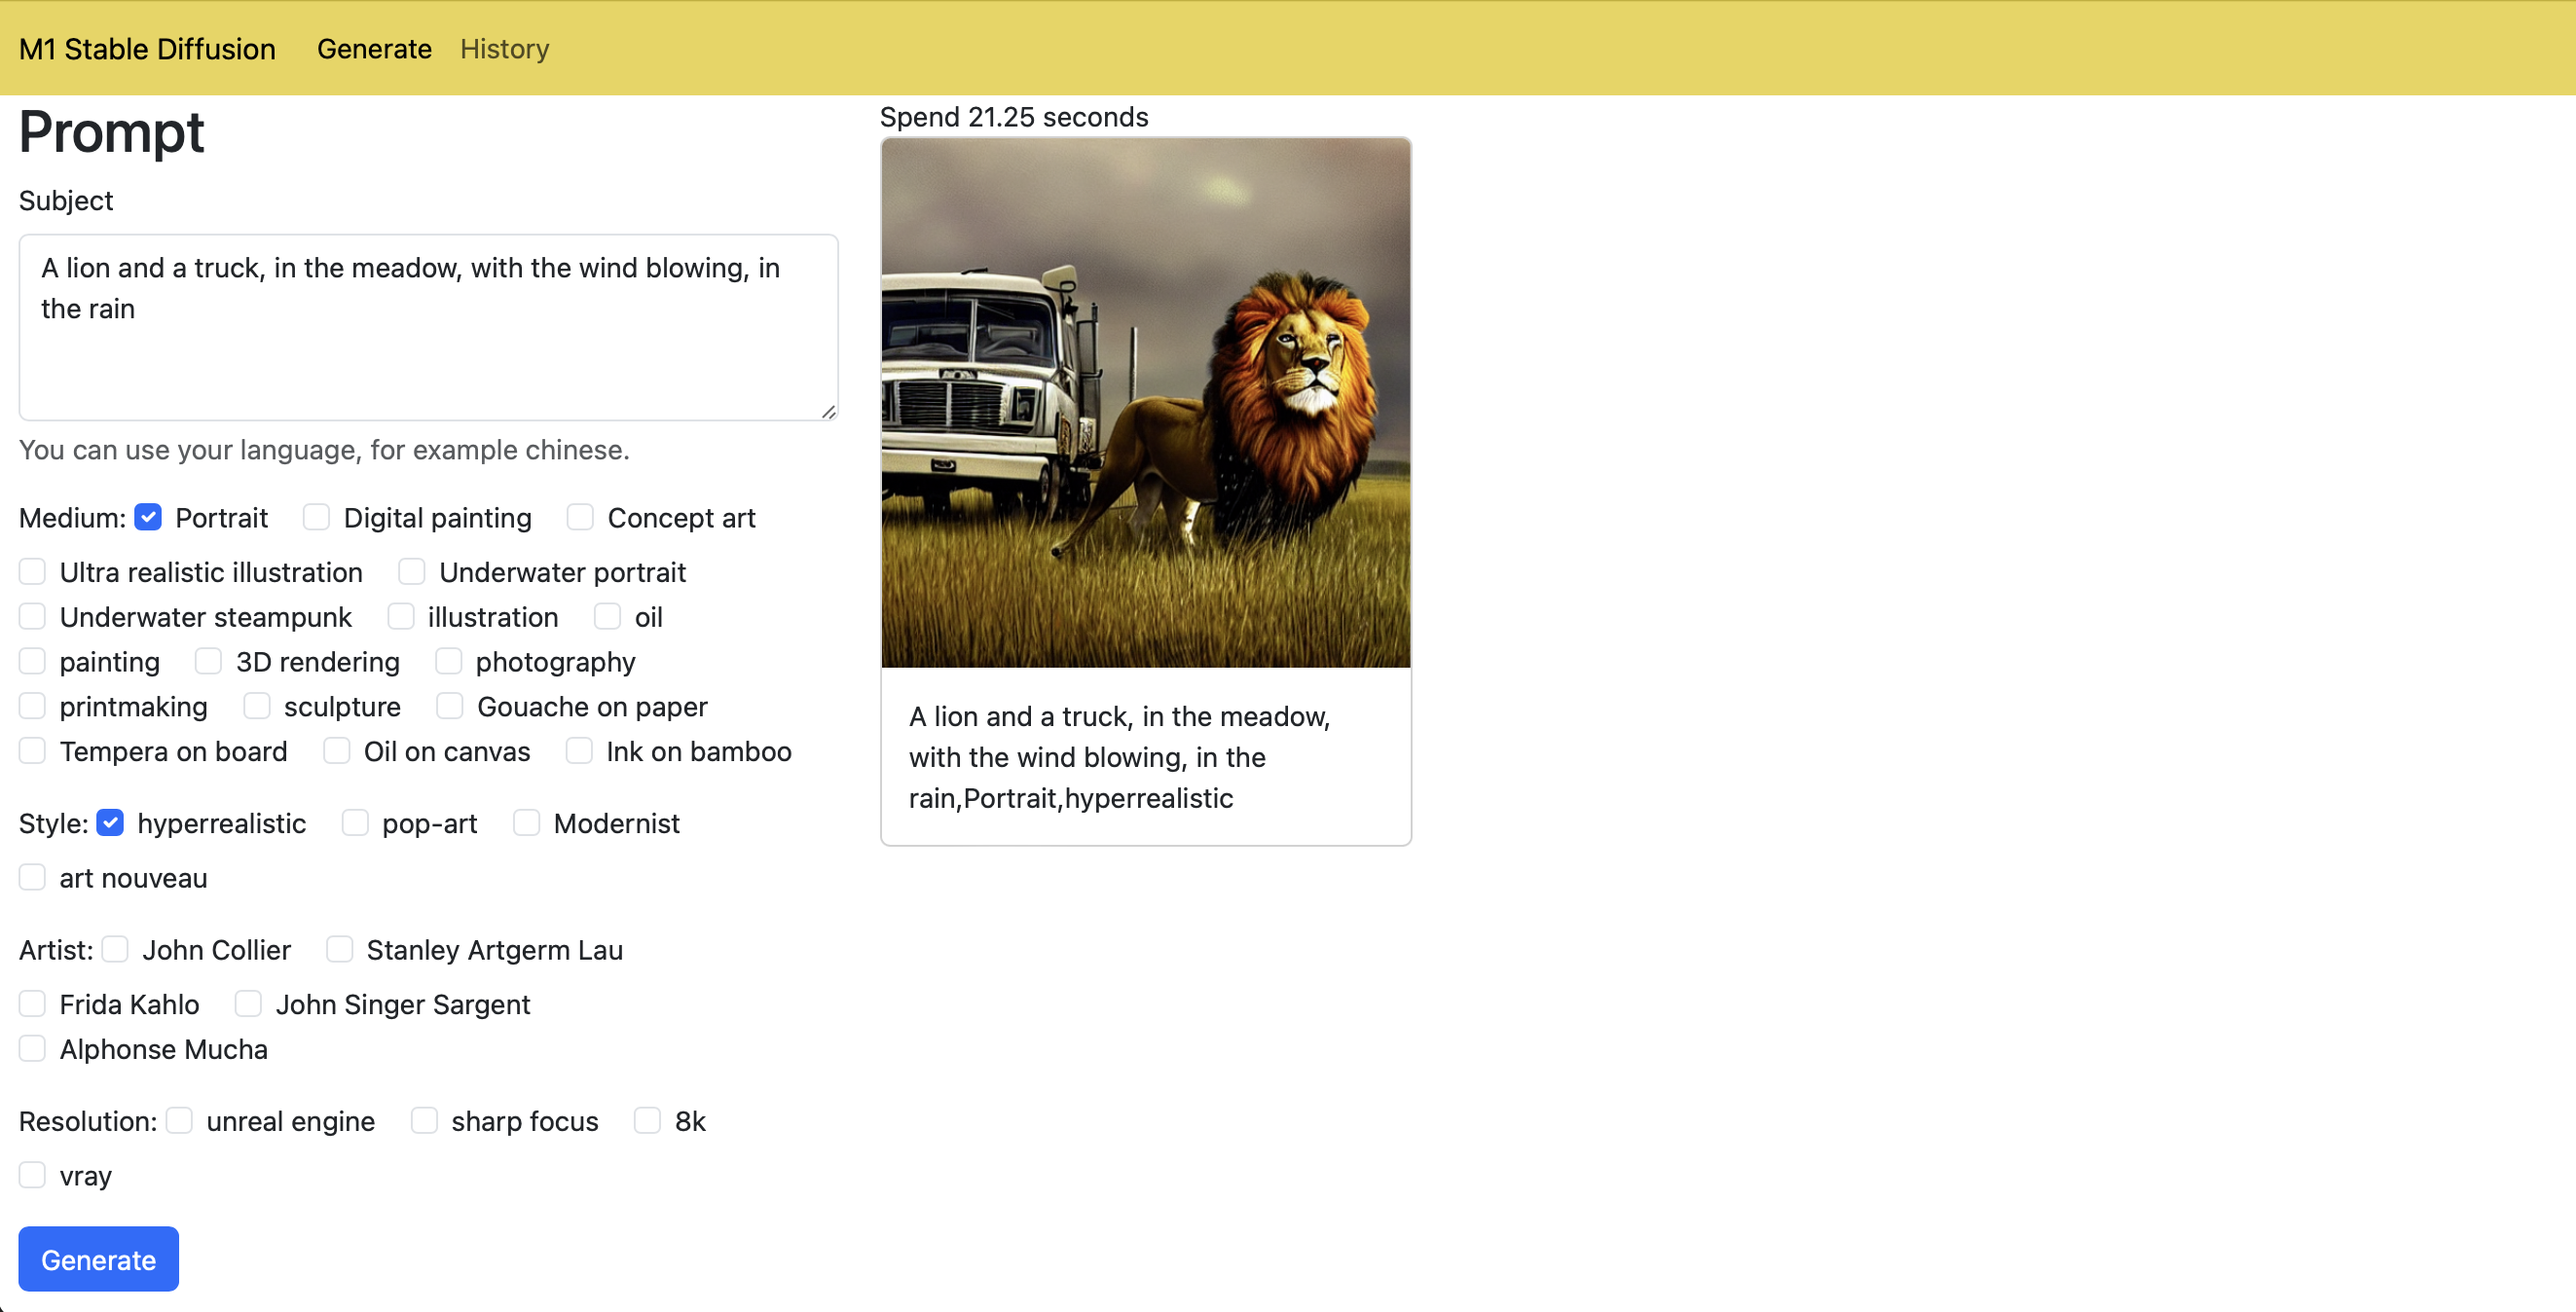 M1 Stable Diffusion Generate History
Prompt
Subject
A lion and a truck, in the meadow, with the wind blowing, in
the rain
You can use your language, for example chinese.
Medium: Portrait Digital painting Concept art
Ultra realistic illustration Underwater portrait
Underwater steampunk illustration oil
painting 3D rendering photography
printmaking sculpture Gouache on paper
Tempera on board Oil on canvas Ink on bamboo
Style: hyperrealistic pop-art Modernist
art nouveau
Artist: John Collier Stanley Artgerm Lau
Frida Kahlo John Singer Sargent
Alphonse Mucha
Resolution: unreal engine sharp focus 8k
vray
Generate
Spend 21.25 seconds
A lion and a truck, in the meadow,
with the wind blowing, in the
rain,Portrait,hyperrealistic